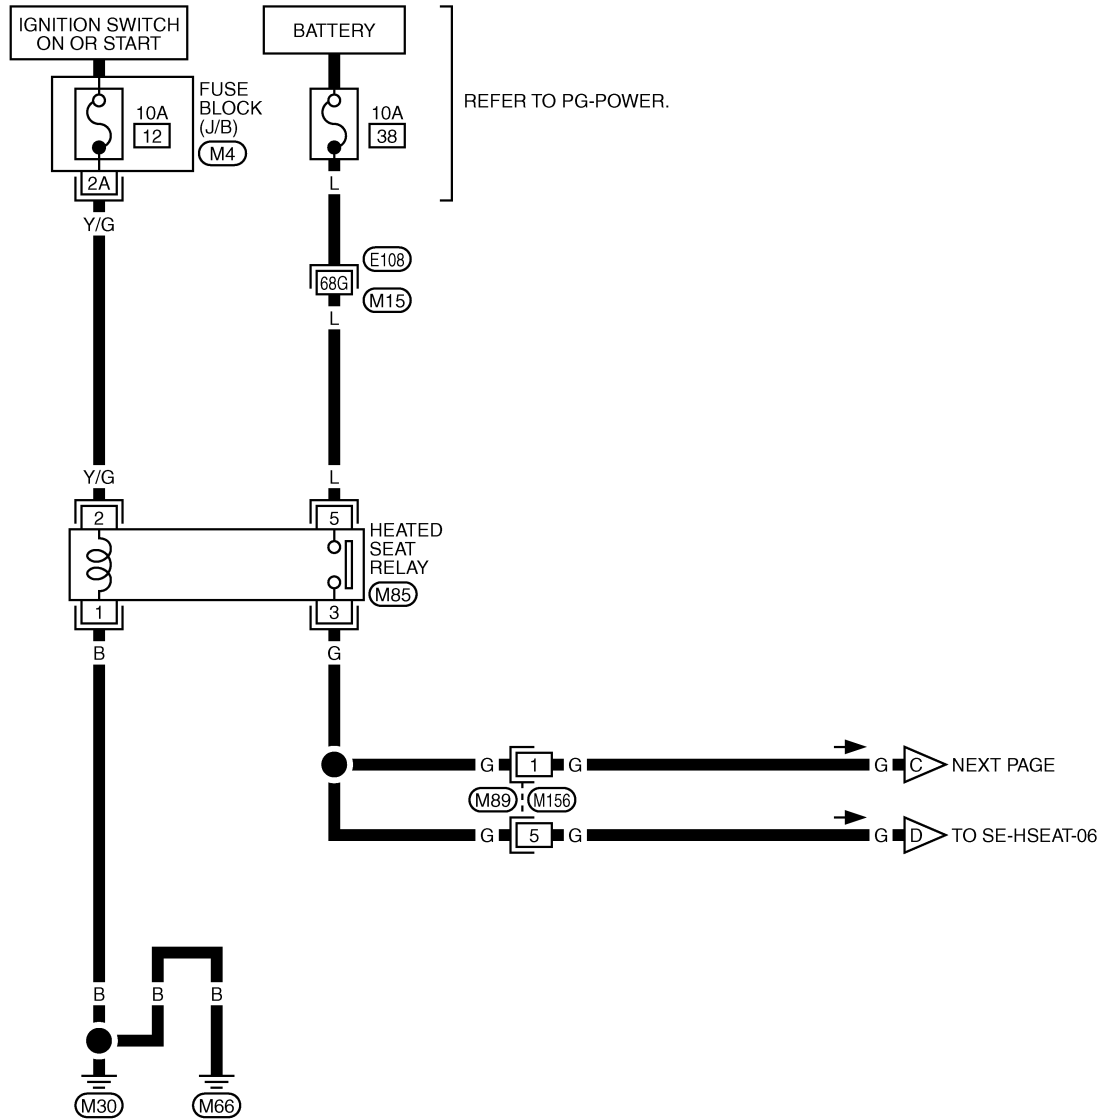 IGNITION SWITCH
ON OR START
BATTERY
REFER TO PG-POWER.
FUSE
BLOCK
(J/B)
M4
10A
12
10A
38
2A
L
Y/G
E108
68G
M15
L
Y/G
L
2
5
HEATED
SEAT
RELAY
M85
1
3
B
G
G
1
G
G
C
NEXT PAGE
M89
M156
G
5
G
G
D
TO SE-HSEAT-06
B
B
B
M30
M66